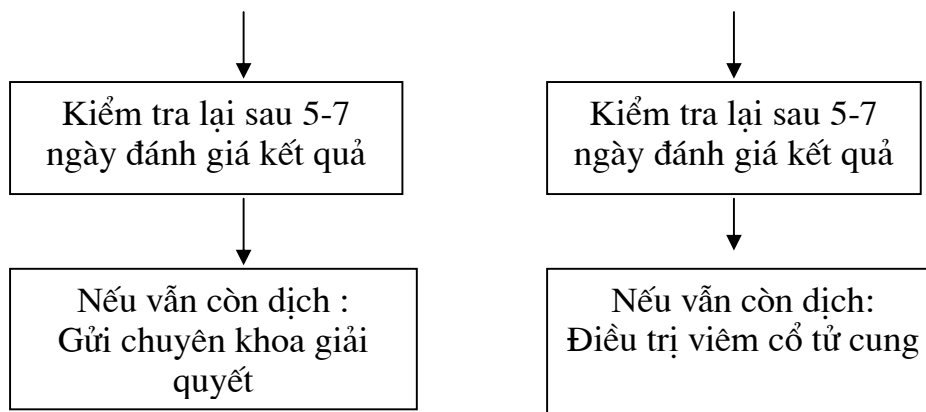 Kiểm tra lại sau 5-7
ngày đánh giá kết quả
Kiểm tra lại sau 5-7
ngày đánh giá kết quả
Nếu vẫn còn dịch :
Gửi chuyên khoa giải
quyết
Nếu vẫn còn dịch:
Điều trị viêm cổ tử cung